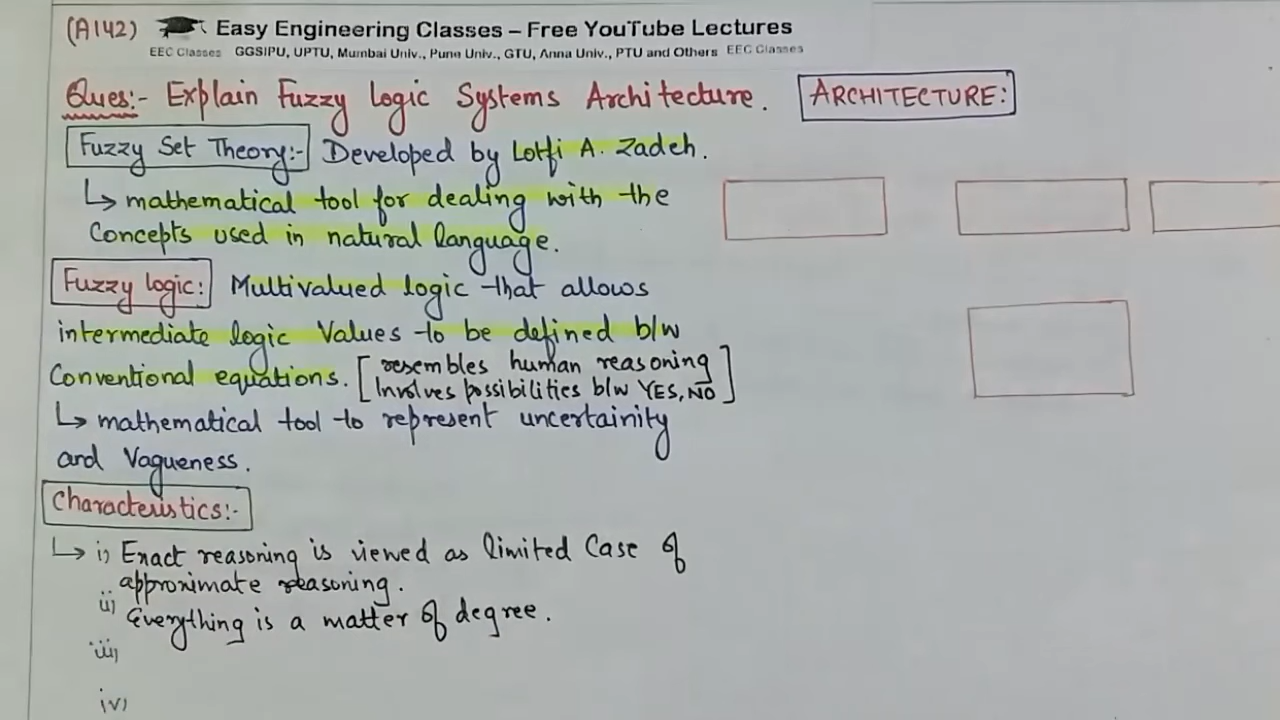 (A142) Easy Engineering Classes – Free YouTube Lectures
EEC Classes GGSIPU, UPTU, Mumbai Univ., Pune Univ., GTU, Anna Univ., PTU and Others EEC Classes
Ques:- Explain Fuzzy Logic Systems Architecture. ARCHITECTURE:
Fuzzy Set Theory:- Developed by Lotfi A. Zadeh.
↳ mathematical tool for dealing with the
Concepts used in natural language.
Fuzzy logic: Multivalued logic that allows
intermediate logic Values to be defined b/w
Conventional equations. [resembles human reasoning
Involves possibilities b/w YES, NO]
↳ mathematical tool to represent uncertainity
and Vagueness.
Characteristics:-
↳ i) Exact reasoning is viewed as limited Case of
approximate reasoning.
ii) Everything is a matter of degree.
iii)
iv)